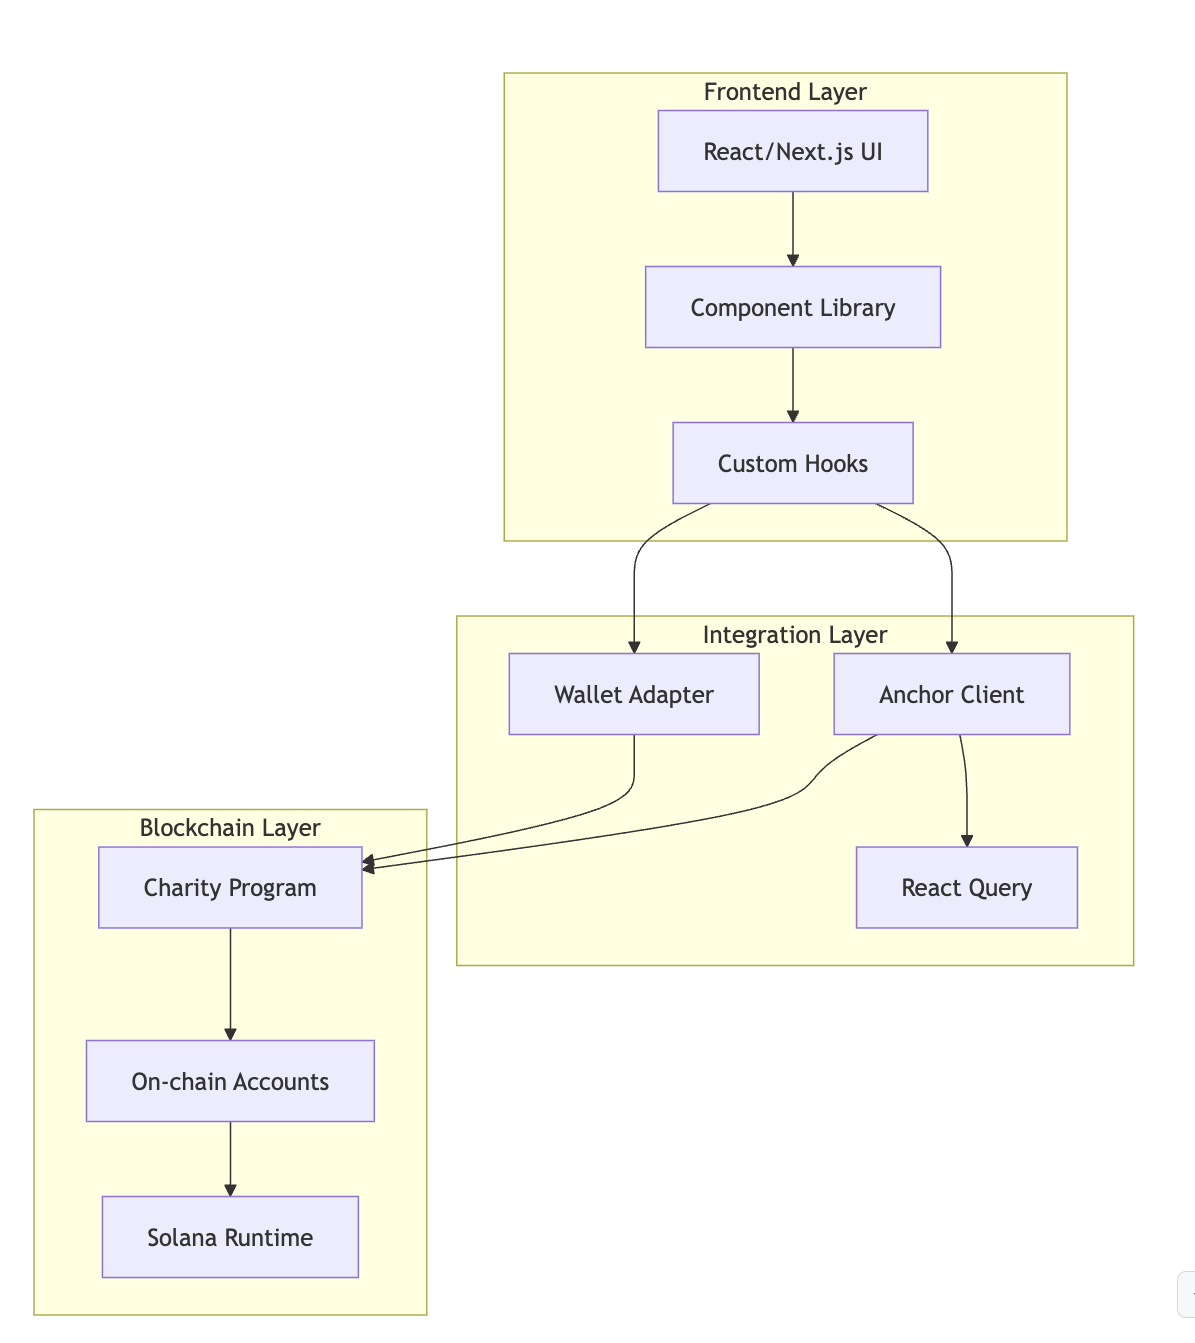 Frontend Layer
React/Next.js UI
Component Library
Custom Hooks
Integration Layer
Wallet Adapter
Anchor Client
React Query
Blockchain Layer
Charity Program
On-chain Accounts
Solana Runtime